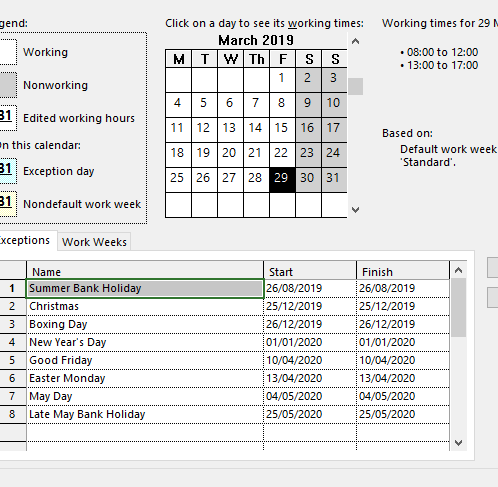 gend:
Working
Nonworking
31 Edited working hours
On this calendar:
31 Exception day
31 Nondefault work week
Click on a day to see its working times:
March 2019
M T W Th F S S
1 2 3
4 5 6 7 8 9 10
11 12 13 14 15 16 17
18 19 20 21 22 23 24
25 26 27 28 29 30 31
Working times for 29 M
• 08:00 to 12:00
• 13:00 to 17:00
Based on:
Default work week
'Standard'.
Exceptions Work Weeks
Name Start Finish
1 Summer Bank Holiday 26/08/2019 26/08/2019
2 Christmas 25/12/2019 25/12/2019
3 Boxing Day 26/12/2019 26/12/2019
4 New Year's Day 01/01/2020 01/01/2020
5 Good Friday 10/04/2020 10/04/2020
6 Easter Monday 13/04/2020 13/04/2020
7 May Day 04/05/2020 04/05/2020
8 Late May Bank Holiday 25/05/2020 25/05/2020